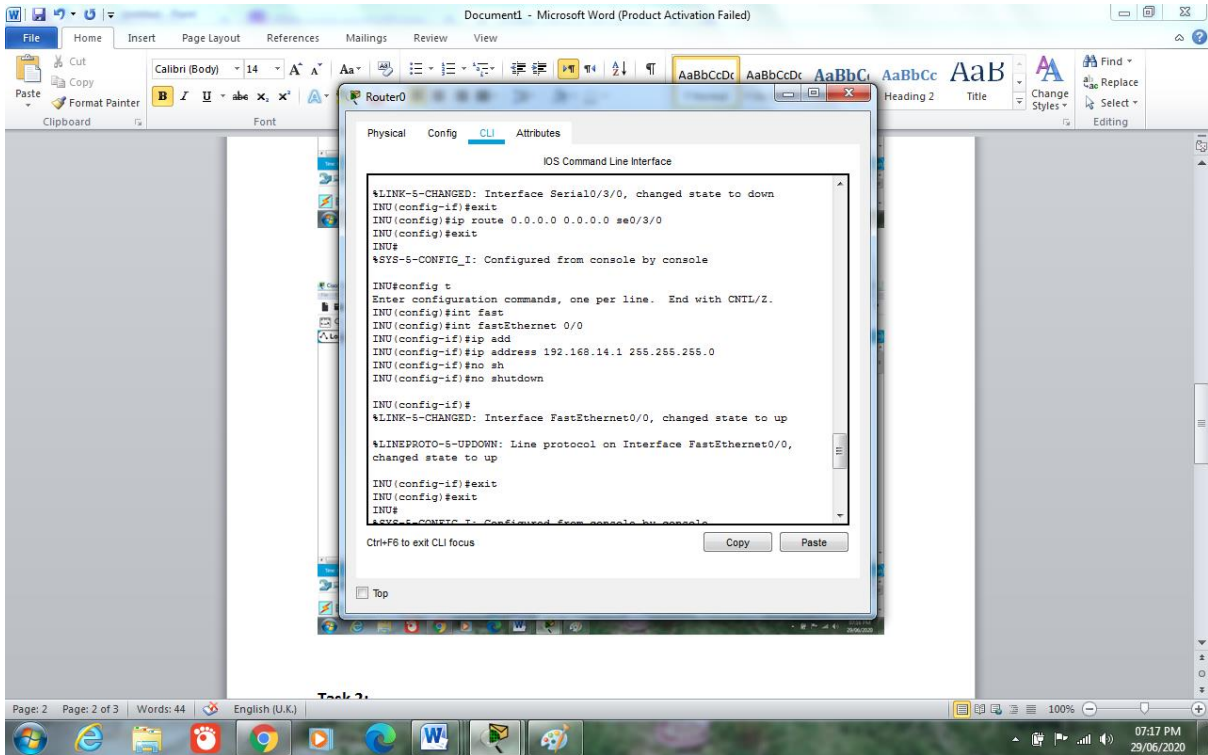 Document1 - Microsoft Word (Product Activation Failed)
File Home Insert Page Layout References Mailings Review View
Cut
Copy
Format Painter
Paste
Clipboard
Calibri (Body) 14
Font
AaBbCcDc AaBbCcDc AaBbC AaBbCc AaB
Heading 2 Title
Change Styles
Find
Replace
Select
Editing
Router0
Physical Config CLI Attributes
IOS Command Line Interface
%LINK-5-CHANGED: Interface Serial0/3/0, changed state to down
INU(config-if)#exit
INU(config)#ip route 0.0.0.0 0.0.0.0 se0/3/0
INU(config)#exit
INU#
%SYS-5-CONFIG_I: Configured from console by console
INU#config t
Enter configuration commands, one per line. End with CNTL/Z.
INU(config)#int fast
INU(config)#int fastEthernet 0/0
INU(config-if)#ip add
INU(config-if)#ip address 192.168.14.1 255.255.255.0
INU(config-if)#no sh
INU(config-if)#no shutdown
INU(config-if)#
%LINK-5-CHANGED: Interface FastEthernet0/0, changed state to up
%LINEPROTO-5-UPDOWN: Line protocol on Interface FastEthernet0/0,
changed state to up
INU(config-if)#exit
INU(config)#exit
INU#
%SYS-5-CONFIG_I: Configured from console by console
Ctrl+F6 to exit CLI focus
Copy Paste
Top
Task 2:
Page: 2 Page: 2 of 3 Words: 44 English (U.K.) 100%
07:17 PM
29/06/2020